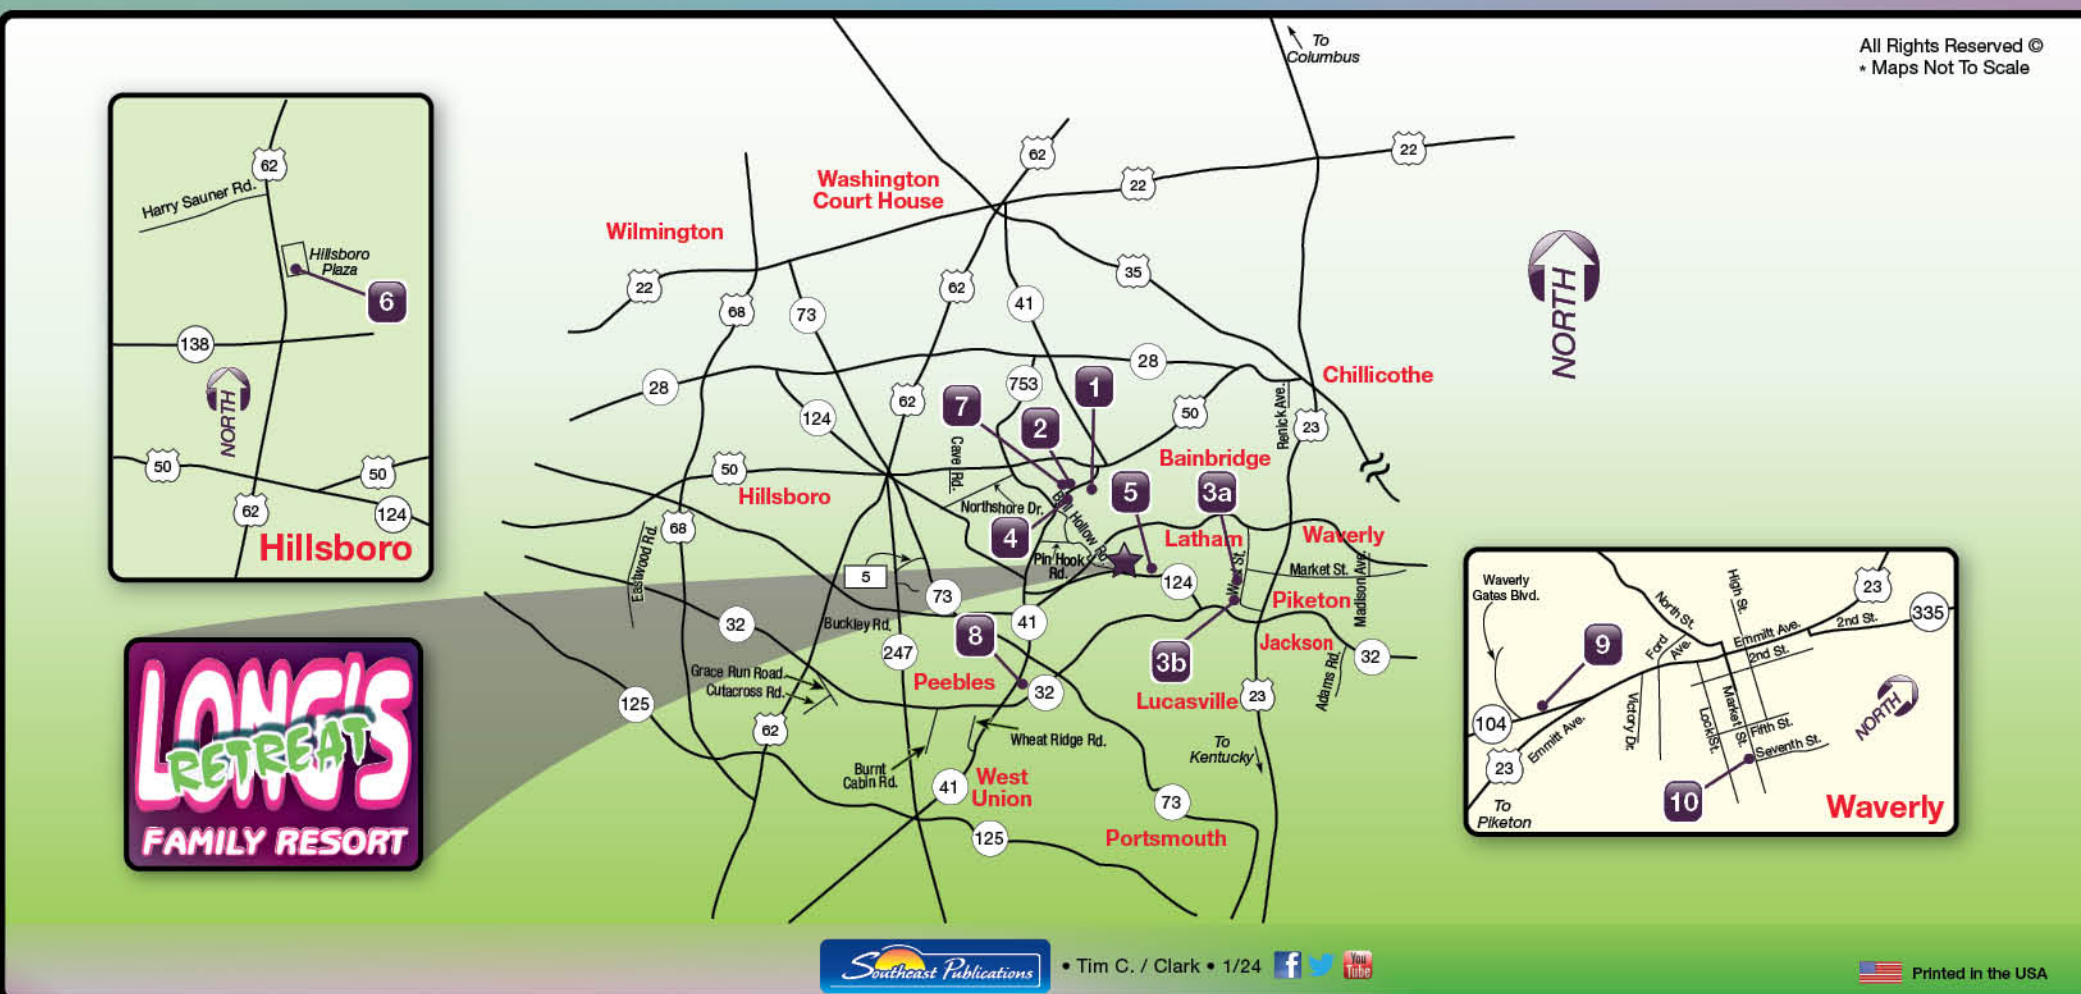 To
Columbus
All Rights Reserved ©
* Maps Not To Scale
62
Harry Sauner Rd.
Hillsboro
Plaza
6
138
NORTH
50
50
62
124
Hillsboro
62
22
22
Washington
Court House
Wilmington
22
68
73
62
41
35
NORTH
28
28
753
1
Chillicothe
62
7
124
2
50
Renick Ave.
23
Cave Rd.
Bainbridge
50
Hillsboro
5
3a
Northshore Dr.
68
4
Hollow Rd.
Latham
Waverly
Eastwood Rd.
Pin Hook
Rd.
Market St.
Madison Ave.
5
124
73
Piketon
32
Buckley Rd.
8
41
Jackson
247
3b
32
Grace Run Road
Peebles
Adams Rd.
Cutacross Rd.
32
Lucasville
23
125
62
Wheat Ridge Rd.
To
Kentucky
Burnt
Cabin Rd.
41
West
Union
73
125
Portsmouth
LONG'S
RETREAT
FAMILY RESORT
Waverly
Gates Blvd.
North St.
High St.
23
335
2nd St.
Emmitt Ave.
9
Ford
Ave.
2nd St.
104
Victory Dr.
Market St.
Lock St.
Fifth St.
Seventh St.
NORTH
Emmitt Ave.
23
To
Piketon
10
Waverly
Southeast Publications
• Tim C. / Clark • 1/24
f
You
Tube
Printed in the USA